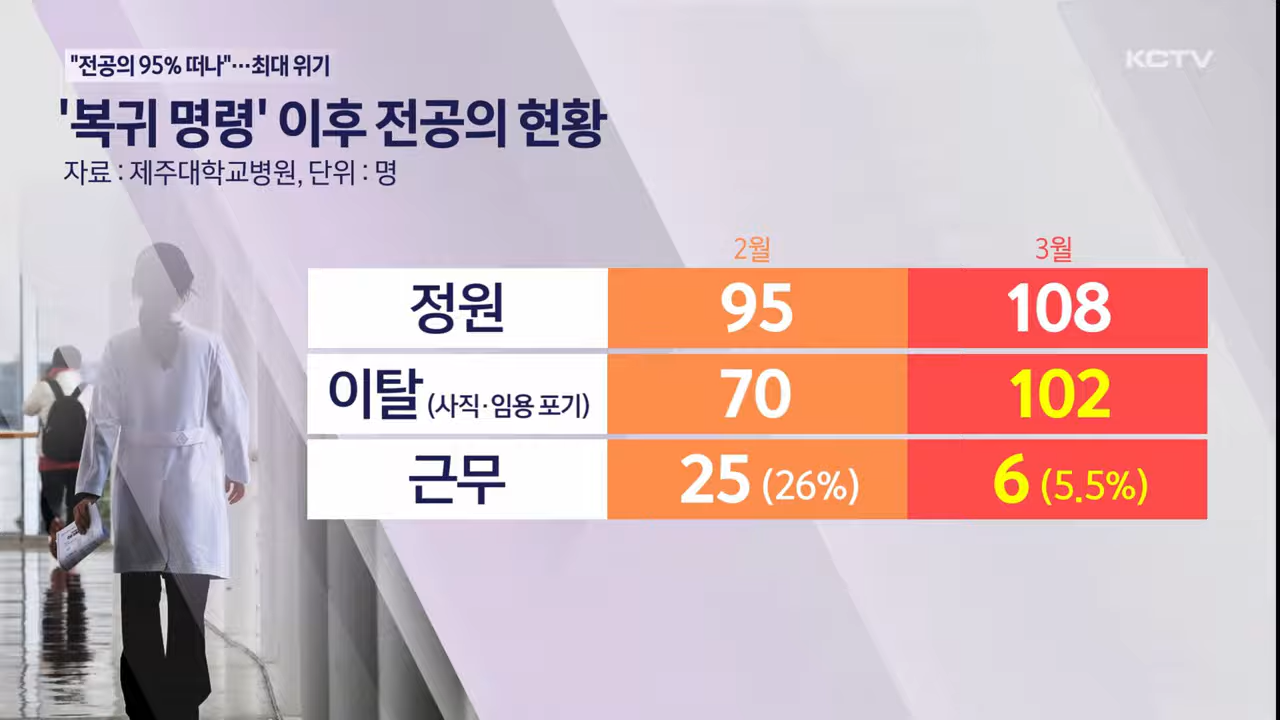 "전공의 95% 떠나"…최대 위기
KCTV
'복귀 명령' 이후 전공의 현황
자료 : 제주대학교병원, 단위 : 명
2월 3월
정원 95 108
이탈 (사직·임용 포기) 70 102
근무 25 (26%) 6 (5.5%)